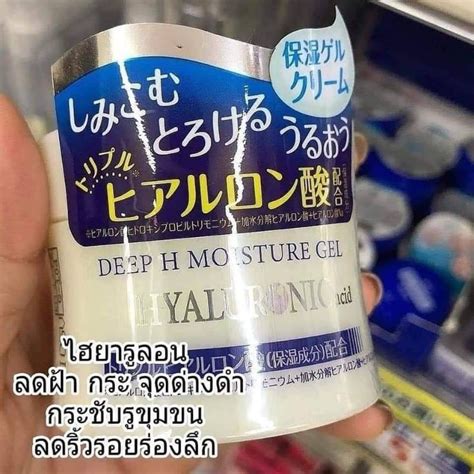 保湿ゲル
クリーム
しみこむ
とろける
うるおう
トリプル
ヒアルロン酸配合
DEEP H MOISTURE GEL
HYALURONIC acid
ไฮยารูลอน
ลดฝ้า กระ จุดด่างดำ
กระชับรูขุมขน
ลดริ้วรอยร่องลึก